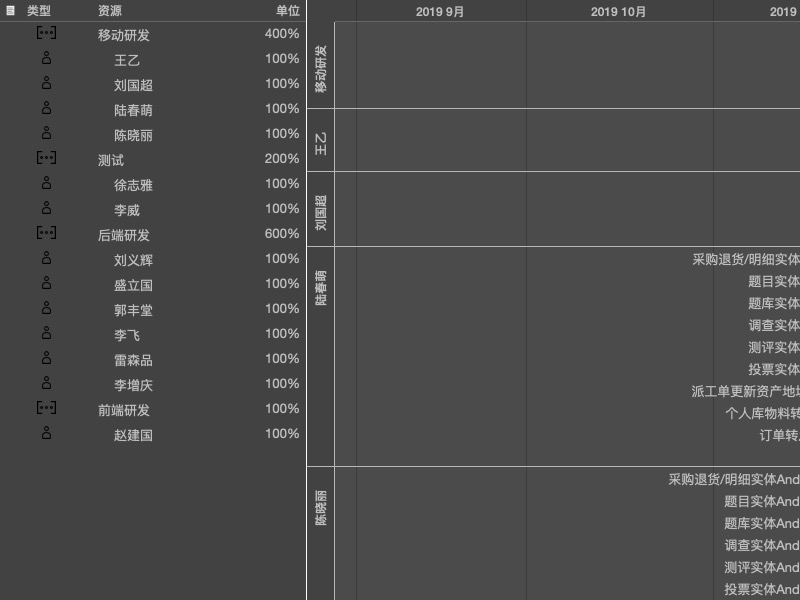 类型 资源 单位
移动研发 400%
王乙 100%
刘国超 100%
陆春萌 100%
陈晓丽 100%
测试 200%
徐志雅 100%
李威 100%
后端研发 600%
刘义辉 100%
盛立国 100%
郭丰堂 100%
李飞 100%
雷森品 100%
李增庆 100%
前端研发 100%
赵建国 100%
2019 9月 2019 10月 2019
移动研发
王乙
刘国超
陆春萌
采购退货/明细实体
题目实体
题库实体
调查实体
测评实体
投票实体
派工单更新资产地
个人库物料转
订单转
陈晓丽
采购退货/明细实体And
题目实体And
题库实体And
调查实体And
测评实体And
投票实体And